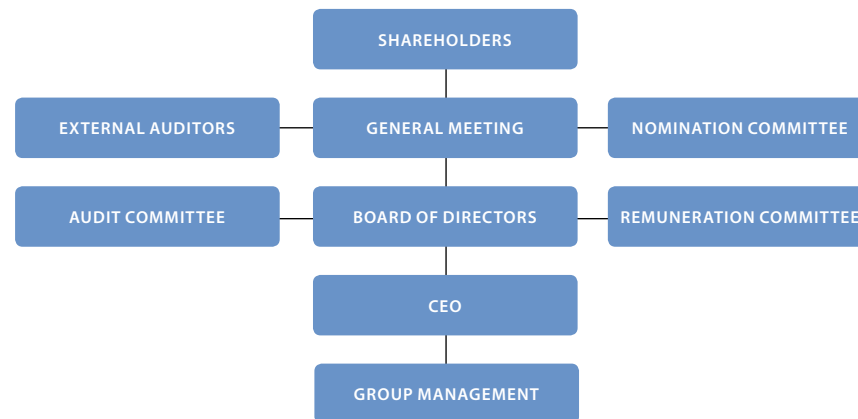 SHAREHOLDERS
EXTERNAL AUDITORS
GENERAL MEETING
NOMINATION COMMITTEE
AUDIT COMMITTEE
BOARD OF DIRECTORS
REMUNERATION COMMITTEE
CEO
GROUP MANAGEMENT